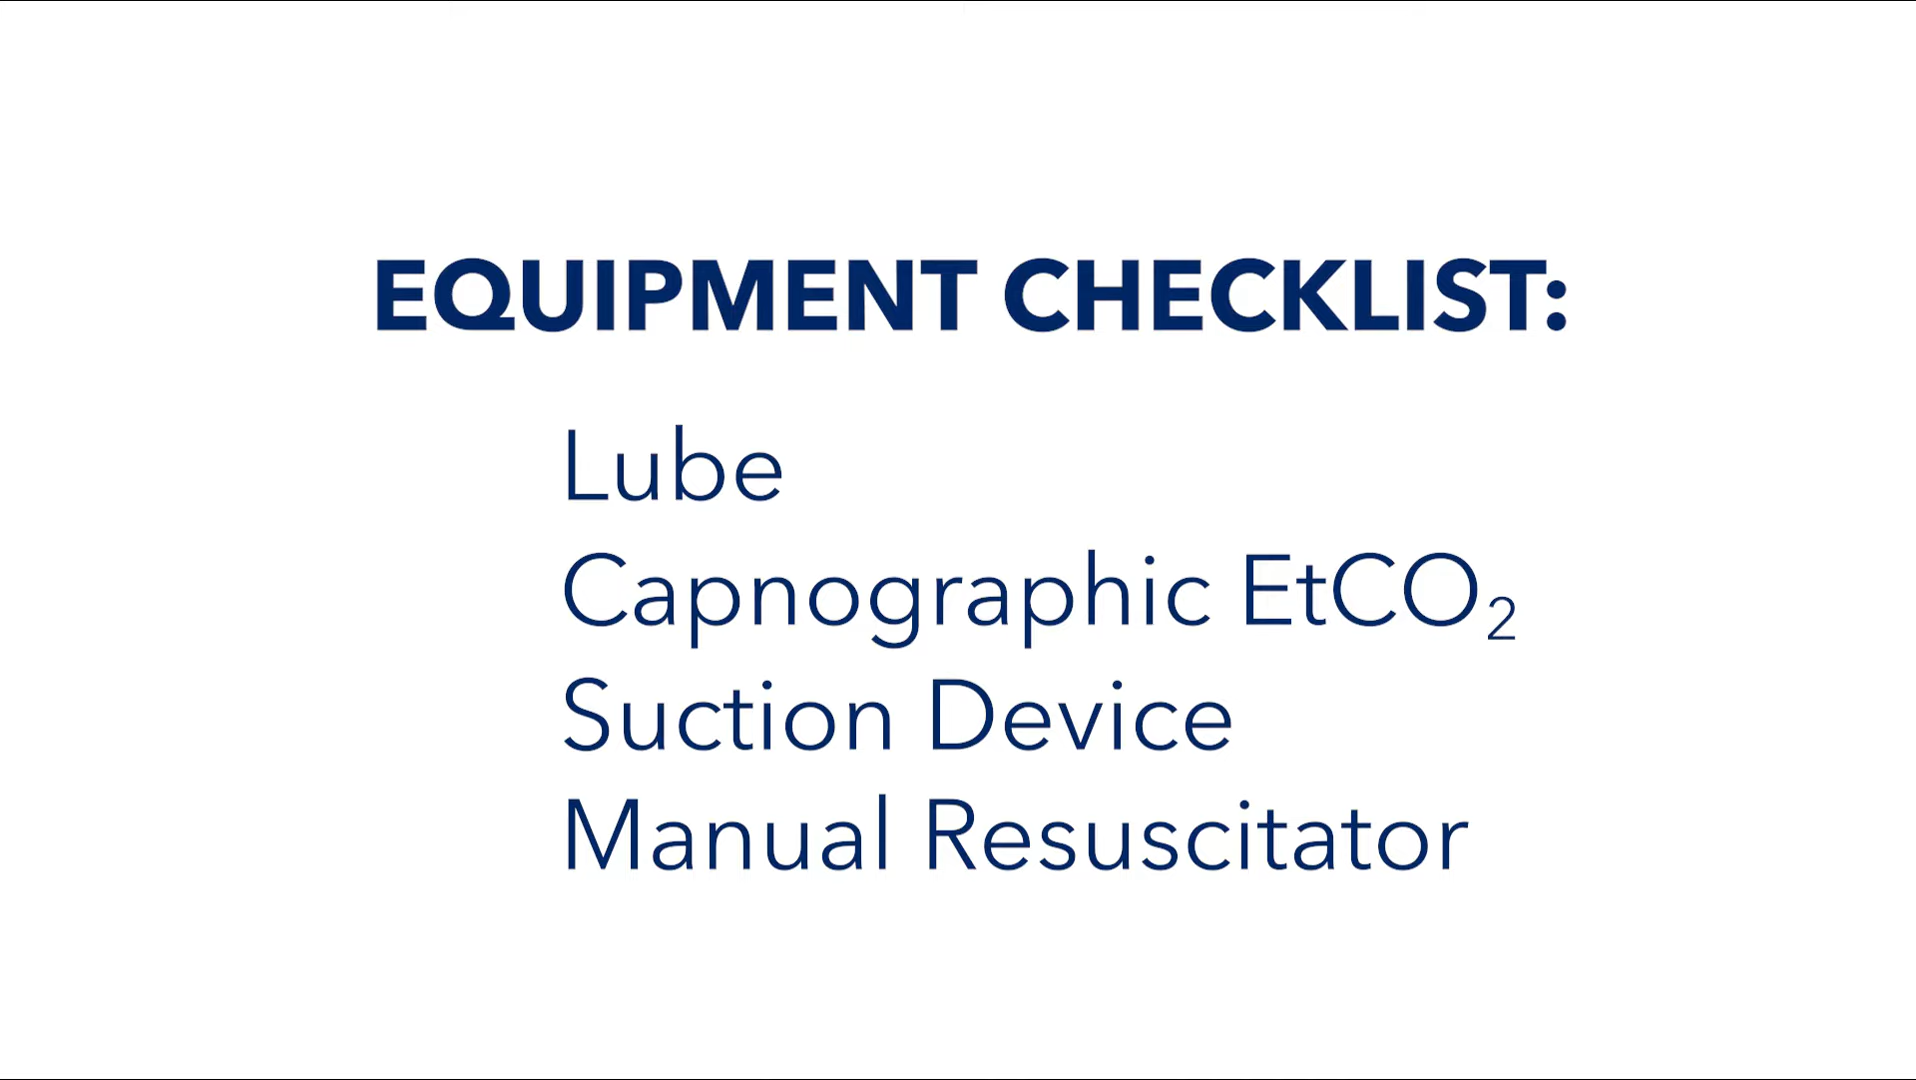 EQUIPMENT CHECKLIST:
Lube
Capnographic EtCO₂
Suction Device
Manual Resuscitator